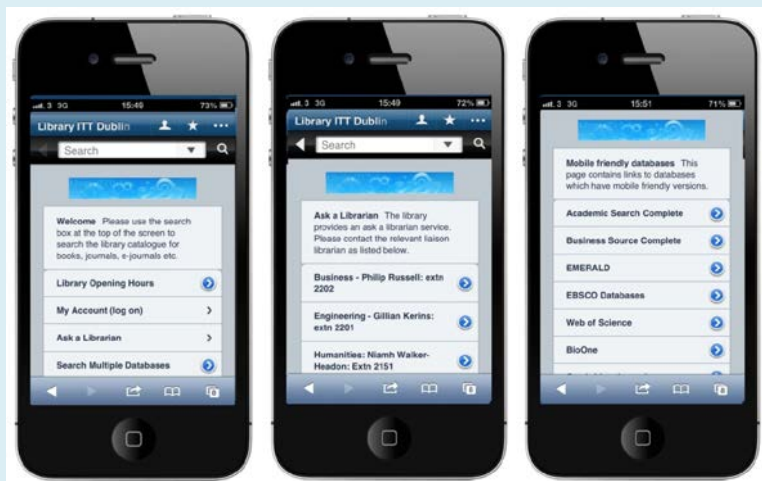 3 3G 15:49 73%
Library ITT Dublin
Search
Welcome Please use the search
box at the top of the screen to
search the library catalogue for
books, journals, e-journals etc.
Library Opening Hours
My Account (log on)
Ask a Librarian
Search Multiple Databases
3 3G 15:49 72%
Library ITT Dublin
Search
Ask a Librarian The library
provides an ask a librarian service.
Please contact the relevant liaison
librarian as listed below.
Business - Philip Russell: extn
2202
Engineering - Gillian Kerins:
extn 2201
Humanities: Niamh Walker-
Headon: Extn 2151
3 3G 15:51 71%
Mobile friendly databases This
page contains links to databases
which have mobile friendly versions.
Academic Search Complete
Business Source Complete
EMERALD
EBSCO Databases
Web of Science
BioOne